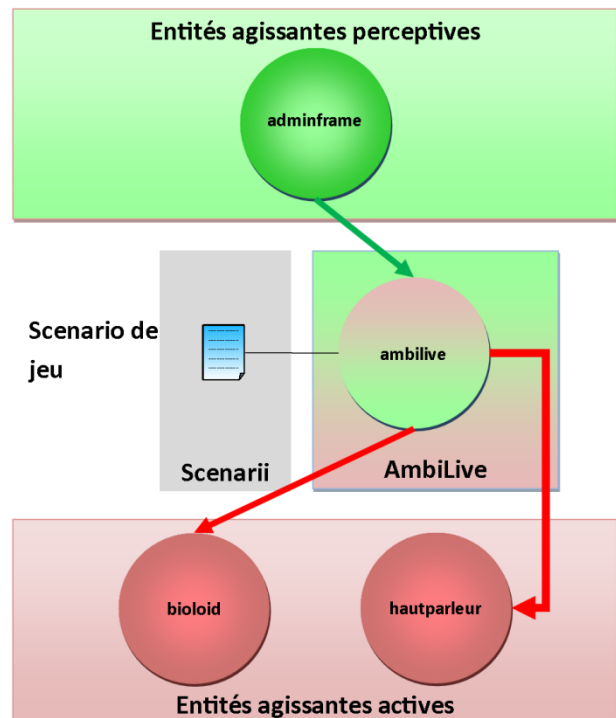 Entités agissantes perceptives
adminframe
Scenario de
jeu
ambilive
Scenarii
AmbiLive
bioloid
hautparleur
Entités agissantes actives